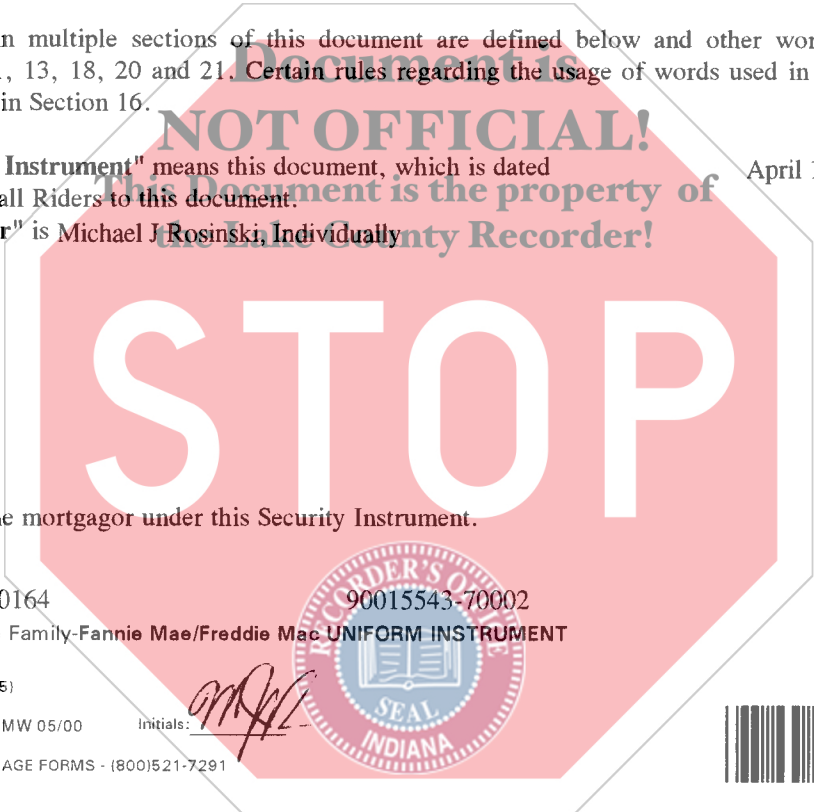 n multiple sections of this document are defined below and other wor
, 13, 18, 20 and 21. Certain rules regarding the usage of words used in
in Section 16.
Document is
NOT OFFICIAL!
This Document is the property of
the Lake County Recorder!
Instrument" means this document, which is dated April
all Riders to this document.
r" is Michael J Rosinski, Individually
STOP
e mortgagor under this Security Instrument.
0164 90015543-70002
Family-Fannie Mae/Freddie Mac UNIFORM INSTRUMENT
5)
MW 05/00 Initials:
AGE FORMS - (800)521-7291
RECORDER'S OFFICE
SEAL
INDIANA